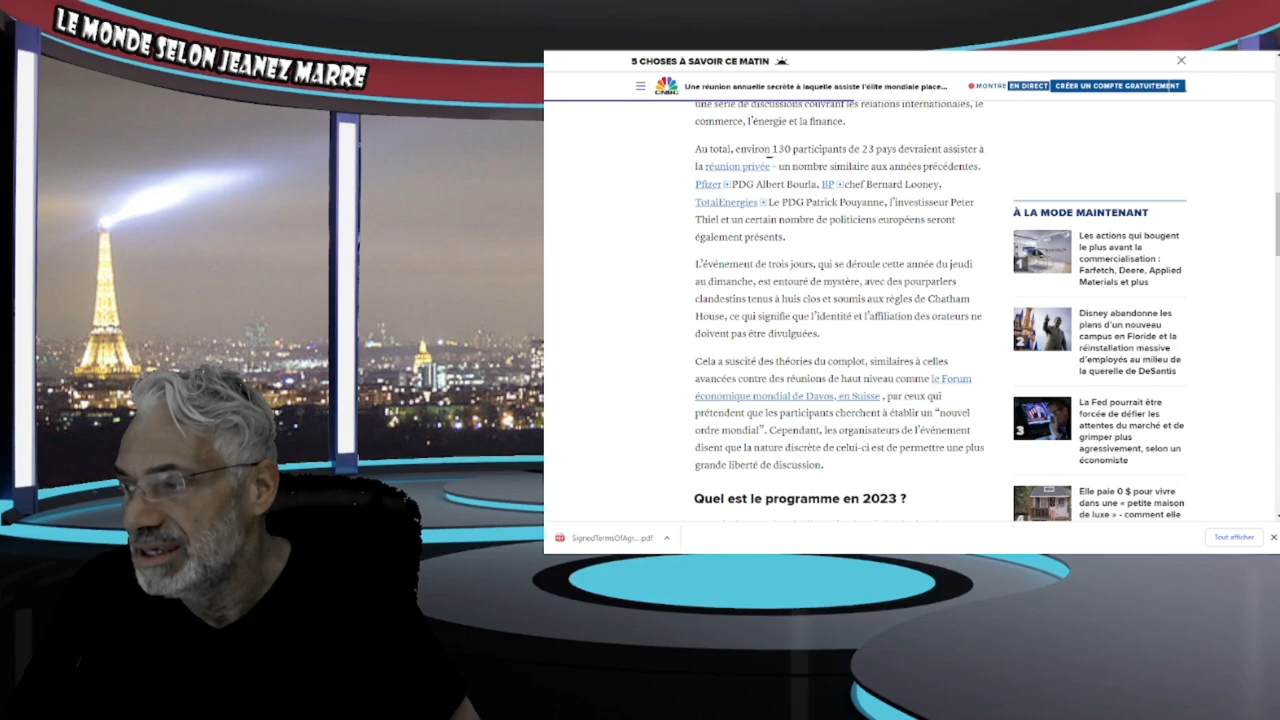 LE MONDE SELON JEANEZ MARRE
5 CHOSES À SAVOIR CE MATIN
CNBC
Une réunion annuelle secrète à laquelle assiste l'élite mondiale place...
MONTRE EN DIRECT
CRÉER UN COMPTE GRATUITEMENT
une série de discussions couvrant les relations internationales, le
commerce, l'énergie et la finance.
Au total, environ 130 participants de 23 pays devraient assister à
la réunion privée – un nombre similaire aux années précédentes.
Pfizer PDG Albert Bourla, BP chef Bernard Looney,
TotalEnergies Le PDG Patrick Pouyanne, l'investisseur Peter
Thiel et un certain nombre de politiciens européens seront
également présents.
L'événement de trois jours, qui se déroule cette année du jeudi
au dimanche, est entouré de mystère, avec des pourparlers
clandestins tenus à huis clos et soumis aux règles de Chatham
House, ce qui signifie que l'identité et l'affiliation des orateurs ne
doivent pas être divulguées.
Cela a suscité des théories du complot, similaires à celles
avancées contre des réunions de haut niveau comme le Forum
économique mondial de Davos, en Suisse , par ceux qui
prétendent que les participants cherchent à établir un "nouvel
ordre mondial". Cependant, les organisateurs de l'événement
disent que la nature discrète de celui-ci est de permettre une plus
grande liberté de discussion.
Quel est le programme en 2023 ?
À LA MODE MAINTENANT
1
Les actions qui bougent
le plus avant la
commercialisation :
Farfetch, Deere, Applied
Materials et plus
2
Disney abandonne les
plans d'un nouveau
campus en Floride et la
réinstallation massive
d'employés au milieu de
la querelle de DeSantis
3
La Fed pourrait être
forcée de défier les
attentes du marché et de
grimper plus
agressivement, selon un
économiste
Elle paie 0 $ pour vivre
dans une « petite maison
de luxe » - comment elle
SignedTermsOfAgr....pdf
Tout afficher